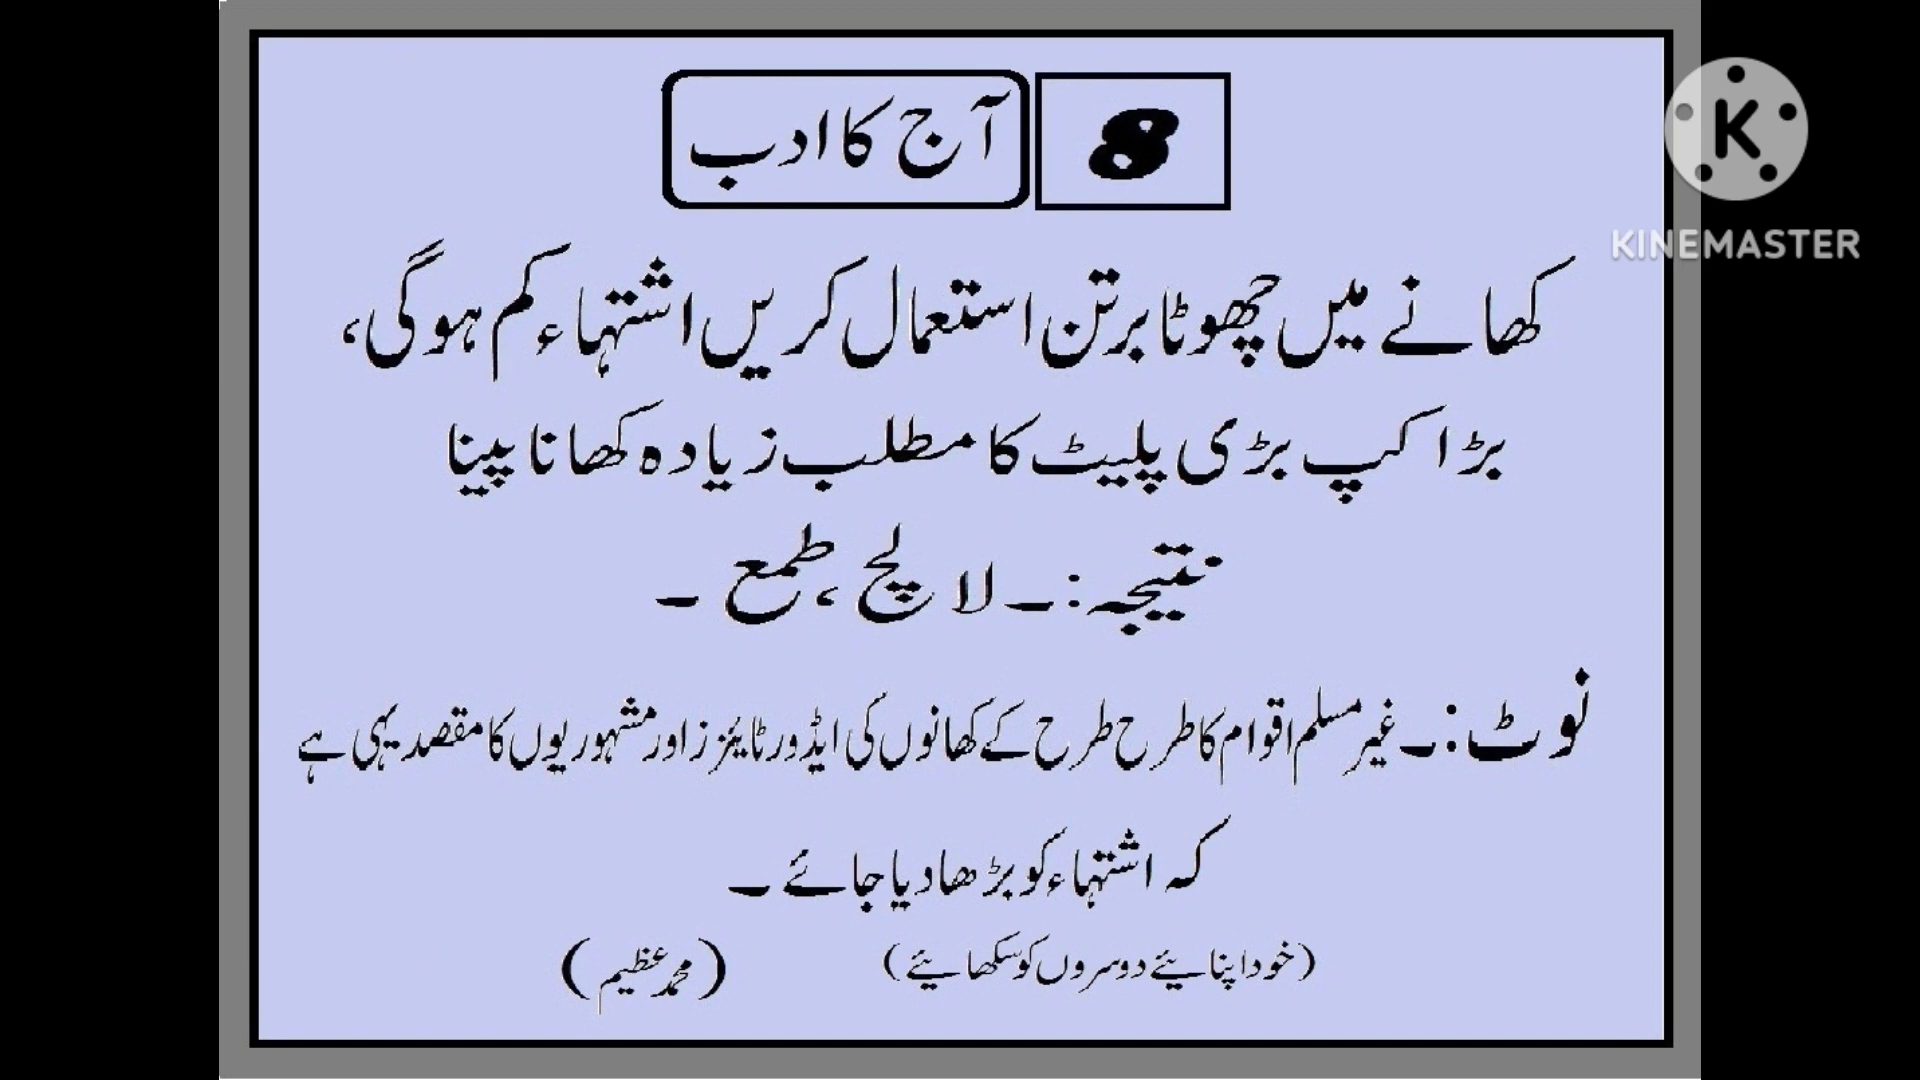 8 آج کا ادب
کھانے میں چھوٹا برتن استعمال کریں اشتہاء کم ہوگی،
بڑا کپ بڑی پلیٹ کا مطلب زیادہ کھانا پینا
نتیجہ:۔ لالچ، طمع ۔
نوٹ:۔ غیر مسلم اقوام کا طرح طرح کے کھانوں کی ایڈورٹائیزز اور مشہوریوں کا مقصد یہی ہے
کہ اشتہاء کو بڑھا دیا جائے ۔
(خود اپنایئے دوسروں کو سکھایئے) (محمد عظیم)
K
KINEMASTER